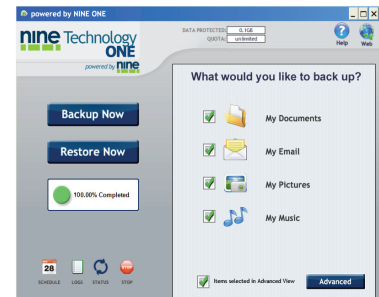 powered by NINE ONE
nine Technology
ONE
powered by nine
DATA PROTECTED: 0.1GB
QUOTA: unlimited
Help
Web
What would you like to back up?
Backup Now
Restore Now
100.00% Completed
My Documents
My Email
My Pictures
My Music
28
STOP
SCHEDULE
LOGS
STATUS
STOP
Items selected in Advanced View
Advanced